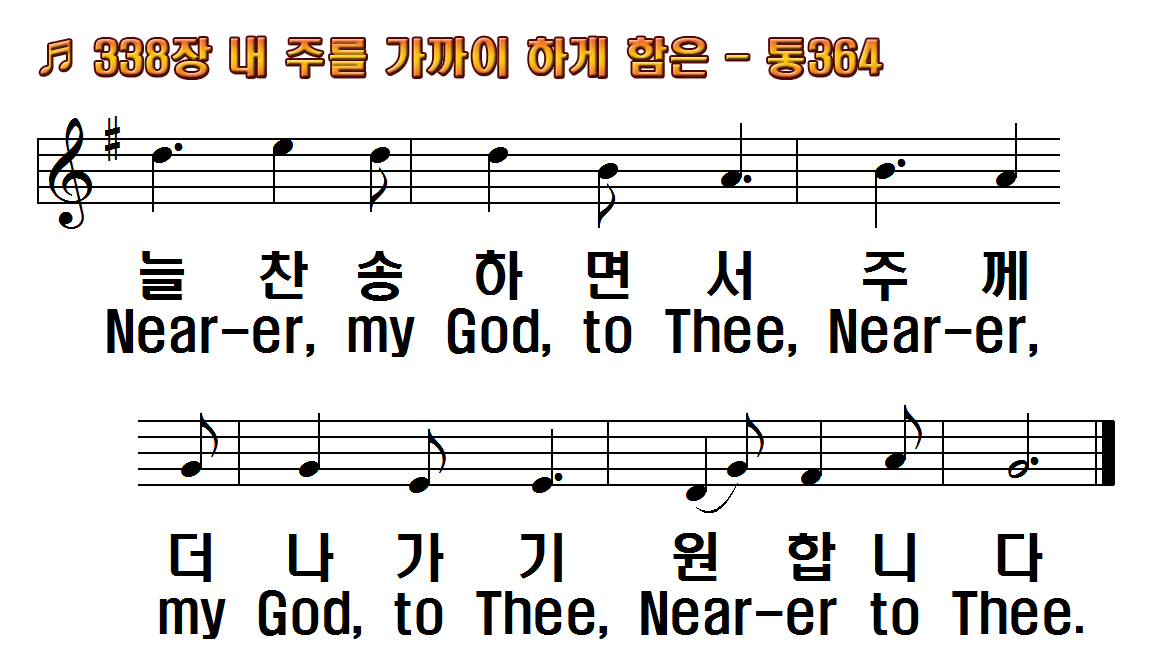 ♬ 338장 내 주를 가까이 하게 함은 - 통364
늘 찬 송 하 면 서 주 께
Near-er, my God, to Thee, Near-er,
더 나 가 기 원 합 니 다
my God, to Thee, Near-er to Thee.